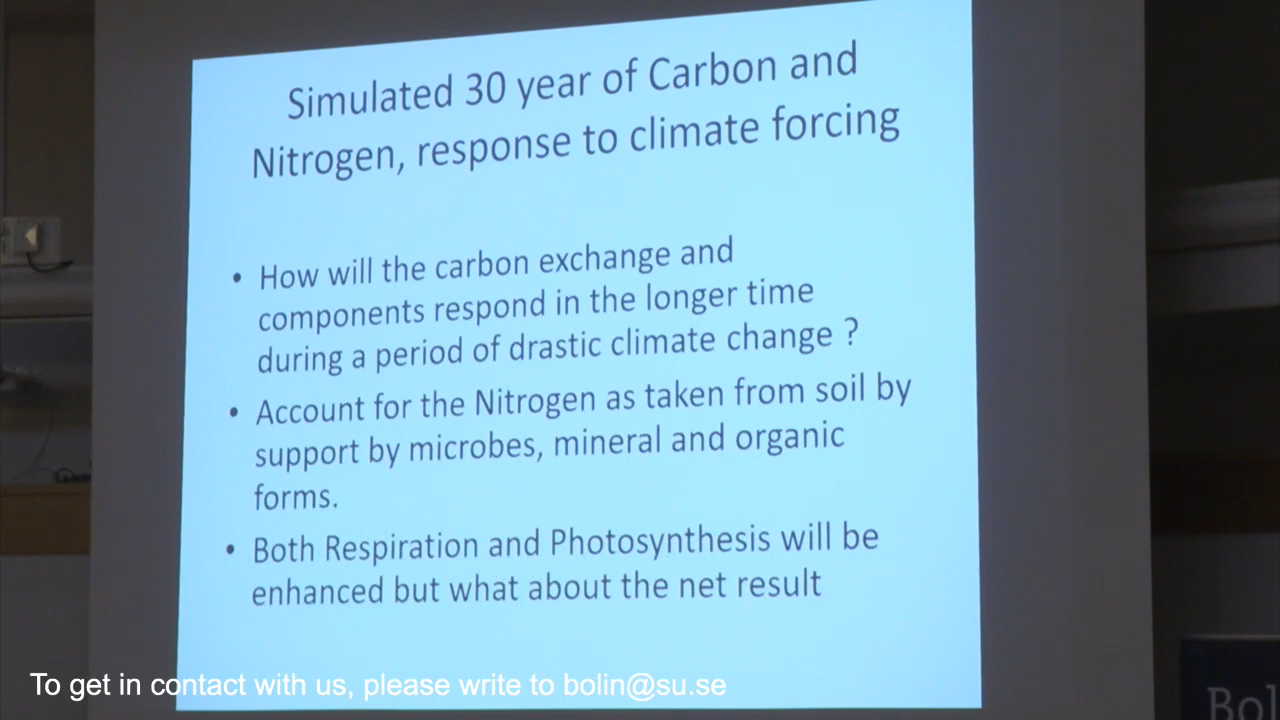 Simulated 30 year of Carbon and
Nitrogen, response to climate forcing
• How will the carbon exchange and
components respond in the longer time
during a period of drastic climate change ?
• Account for the Nitrogen as taken from soil by
support by microbes, mineral and organic
forms.
• Both Respiration and Photosynthesis will be
enhanced but what about the net result
To get in contact with us, please write to bolin@su.se
Bol